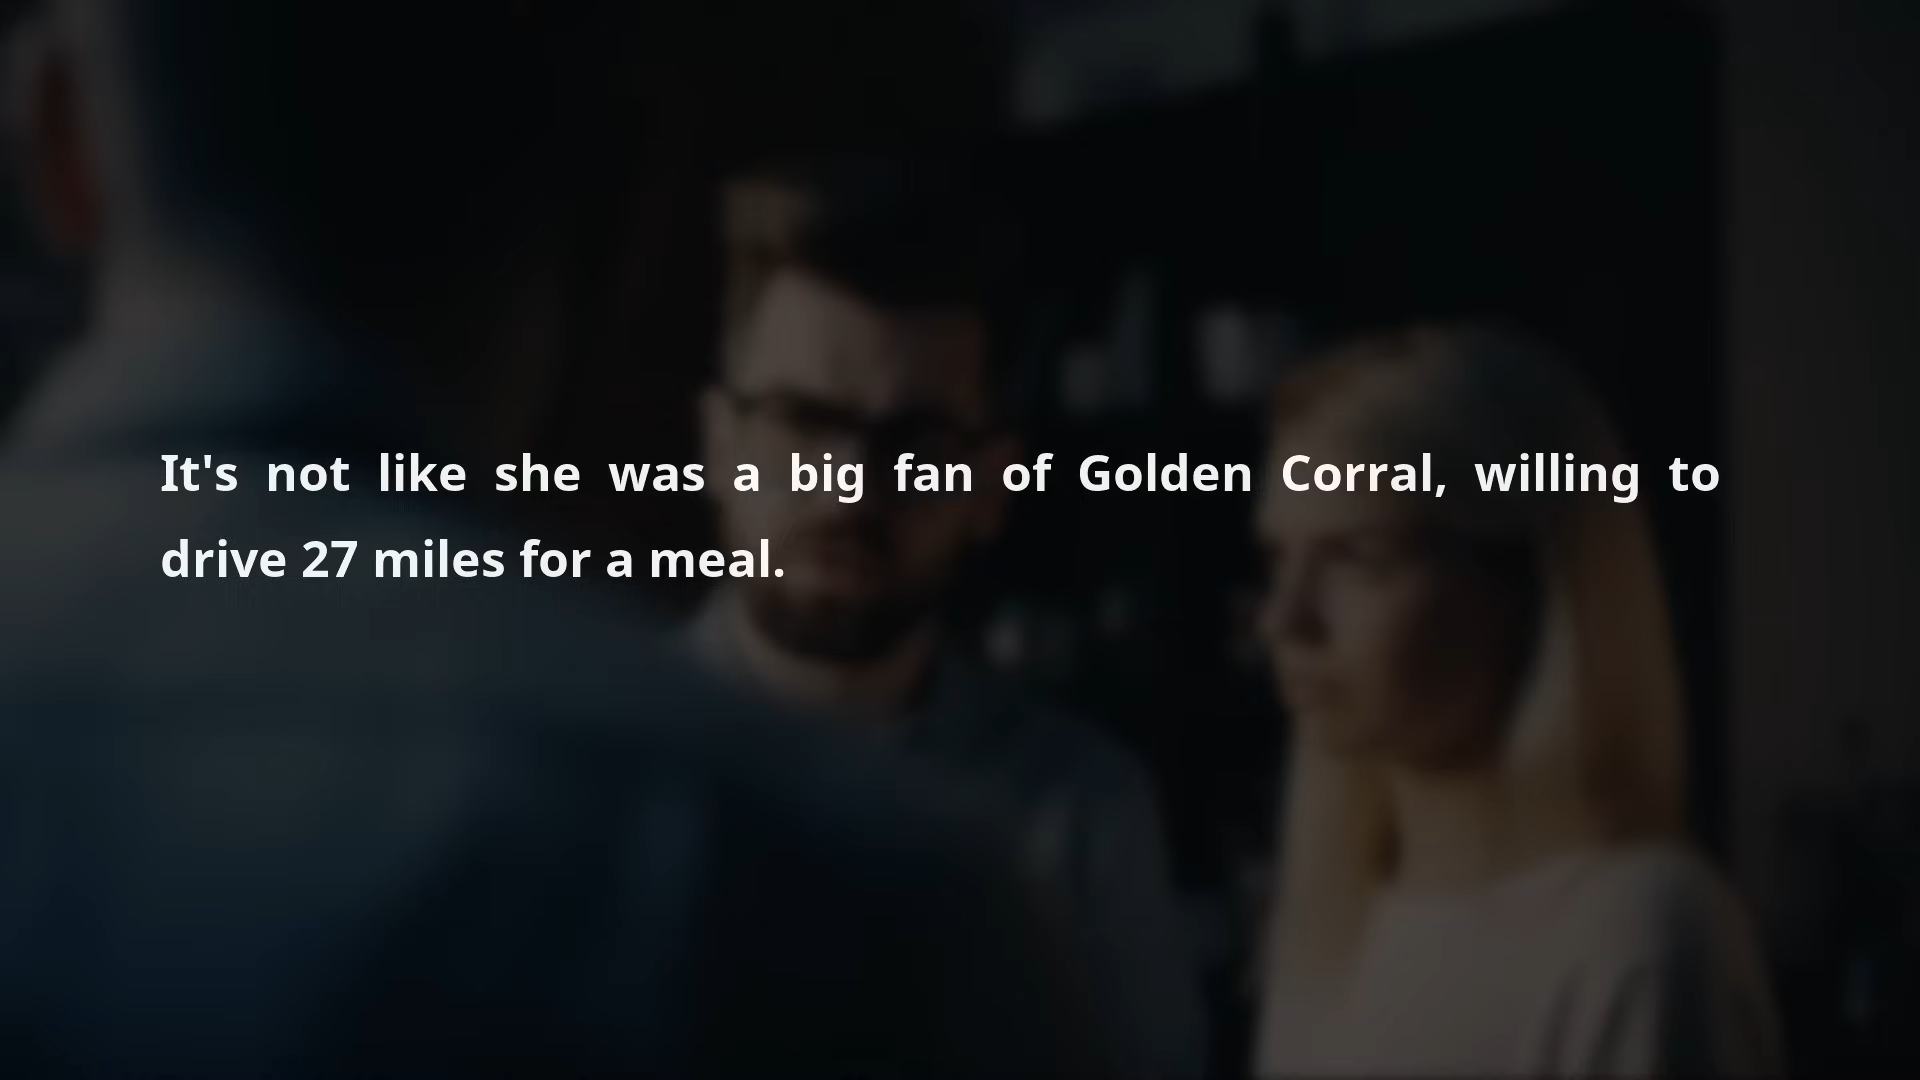 It's not like she was a big fan of Golden Corral, willing to
drive 27 miles for a meal.